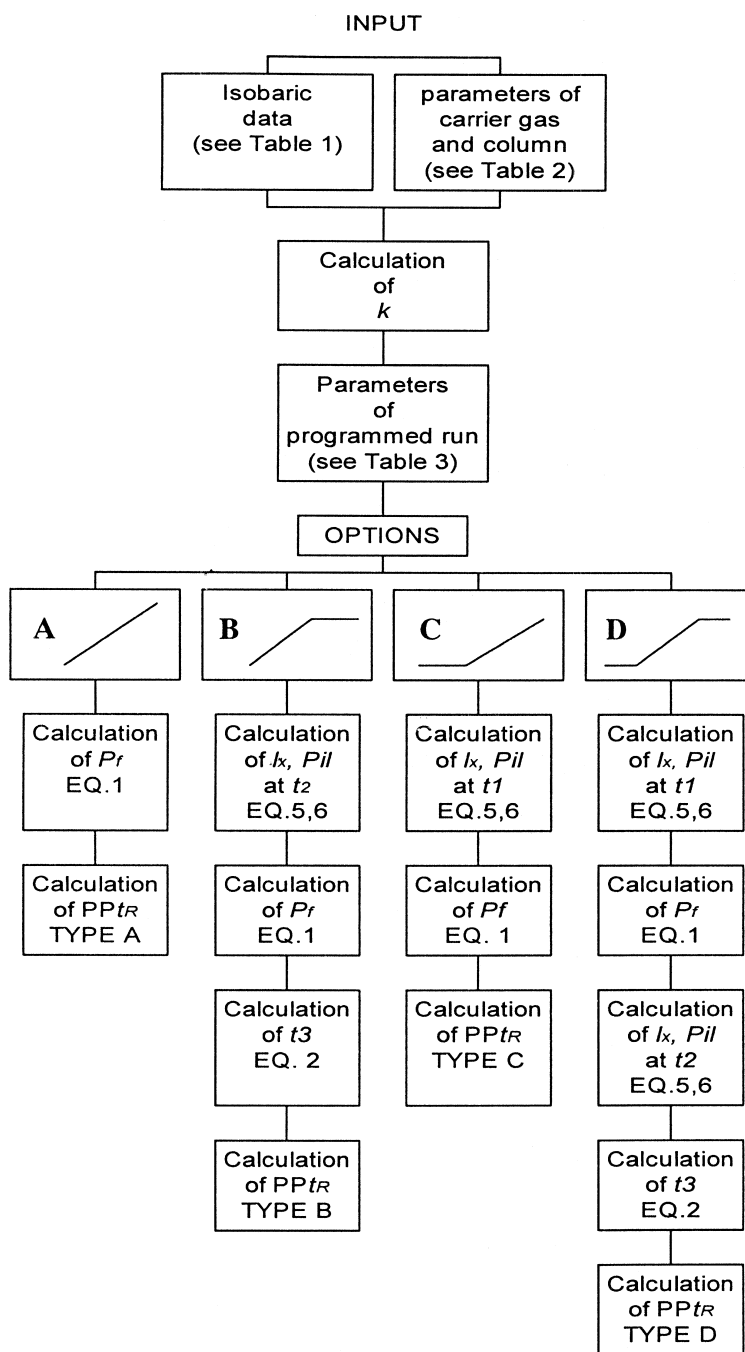 INPUT
Isobaric
data
(see Table 1)
parameters of
carrier gas
and column
(see Table 2)
Calculation
of
k
Parameters
of
programmed run
(see Table 3)
OPTIONS
A
B
C
D
Calculation
of Pf
EQ.1
Calculation
of PPtR
TYPE A
Calculation
of lx, Pil
at t2
EQ.5,6
Calculation
of Pf
EQ.1
Calculation
of t3
EQ. 2
Calculation
of PPtR
TYPE B
Calculation
of lx, Pil
at t1
EQ.5,6
Calculation
of Pf
EQ. 1
Calculation
of PPtR
TYPE C
Calculation
of lx, Pil
at t1
EQ.5,6
Calculation
of Pf
EQ.1
Calculation
of lx, Pil
at t2
EQ.5,6
Calculation
of t3
EQ.2
Calculation
of PPtR
TYPE D